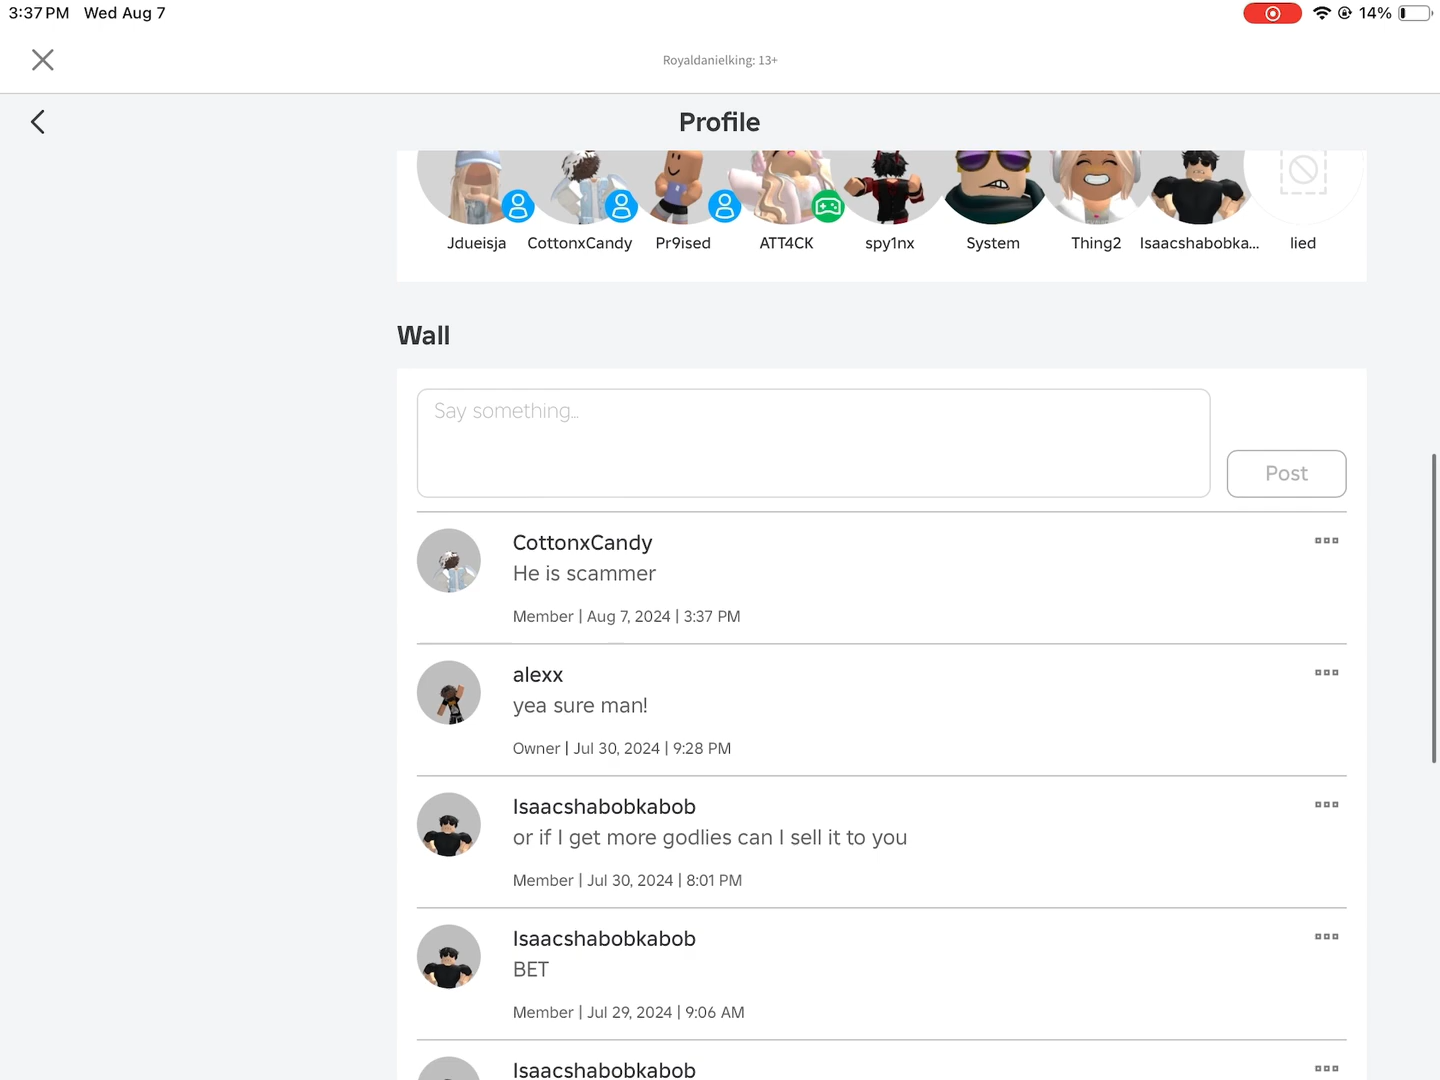 3:37 PM Wed Aug 7 14%
Royaldanielking: 13+
Profile
Jdueisja CottonxCandy Pr9ised ATT4CK spy1nx System Thing2 Isaacshabobka... lied
Wall
Say something...
Post
CottonxCandy
He is scammer
Member | Aug 7, 2024 | 3:37 PM
alexx
yea sure man!
Owner | Jul 30, 2024 | 9:28 PM
Isaacshabobkabob
or if I get more godlies can I sell it to you
Member | Jul 30, 2024 | 8:01 PM
Isaacshabobkabob
BET
Member | Jul 29, 2024 | 9:06 AM
Isaacshabobkabob